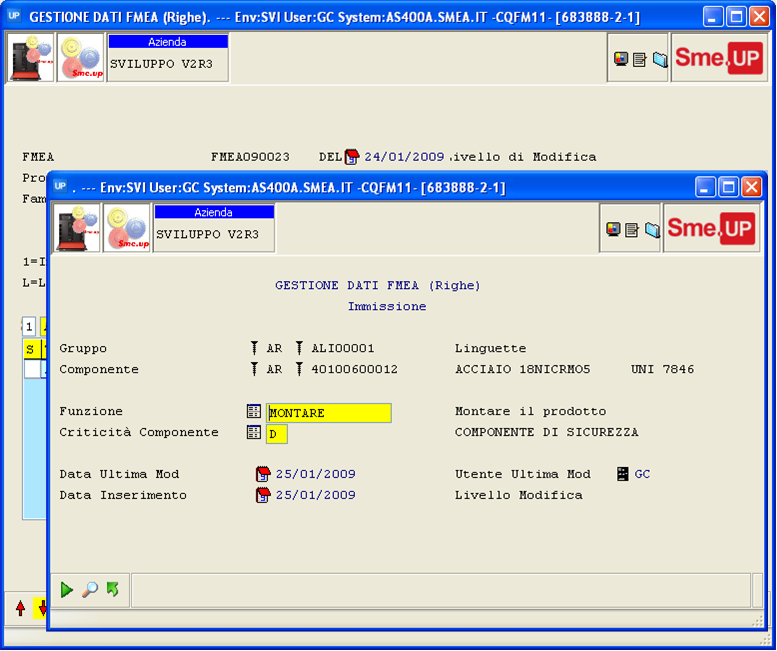 UP GESTIONE DATI FMEA (Righe). --- Env:SVI User:GC System:AS400A.SMEA.IT -CQFM11- [683888-2-1]
Sme.up
Azienda
SVILUPPO V2R3
Sme.UP
FMEA FMEA090023 DEL 24/01/2009 .ivello di Modifica
Pro
Fam
1=I
L=L
1
S
UP . --- Env:SVI User:GC System:AS400A.SMEA.IT -CQFM11- [683888-2-1]
Sme.up
Azienda
SVILUPPO V2R3
Sme.UP
GESTIONE DATI FMEA (Righe)
Immissione
Gruppo AR ALI00001 Linguette
Componente AR 40100600012 ACCIAIO 18NICRMO5 UNI 7846
Funzione MONTARE Montare il prodotto
Criticità Componente D COMPONENTE DI SICUREZZA
Data Ultima Mod 25/01/2009 Utente Ultima Mod GC
Data Inserimento 25/01/2009 Livello Modifica